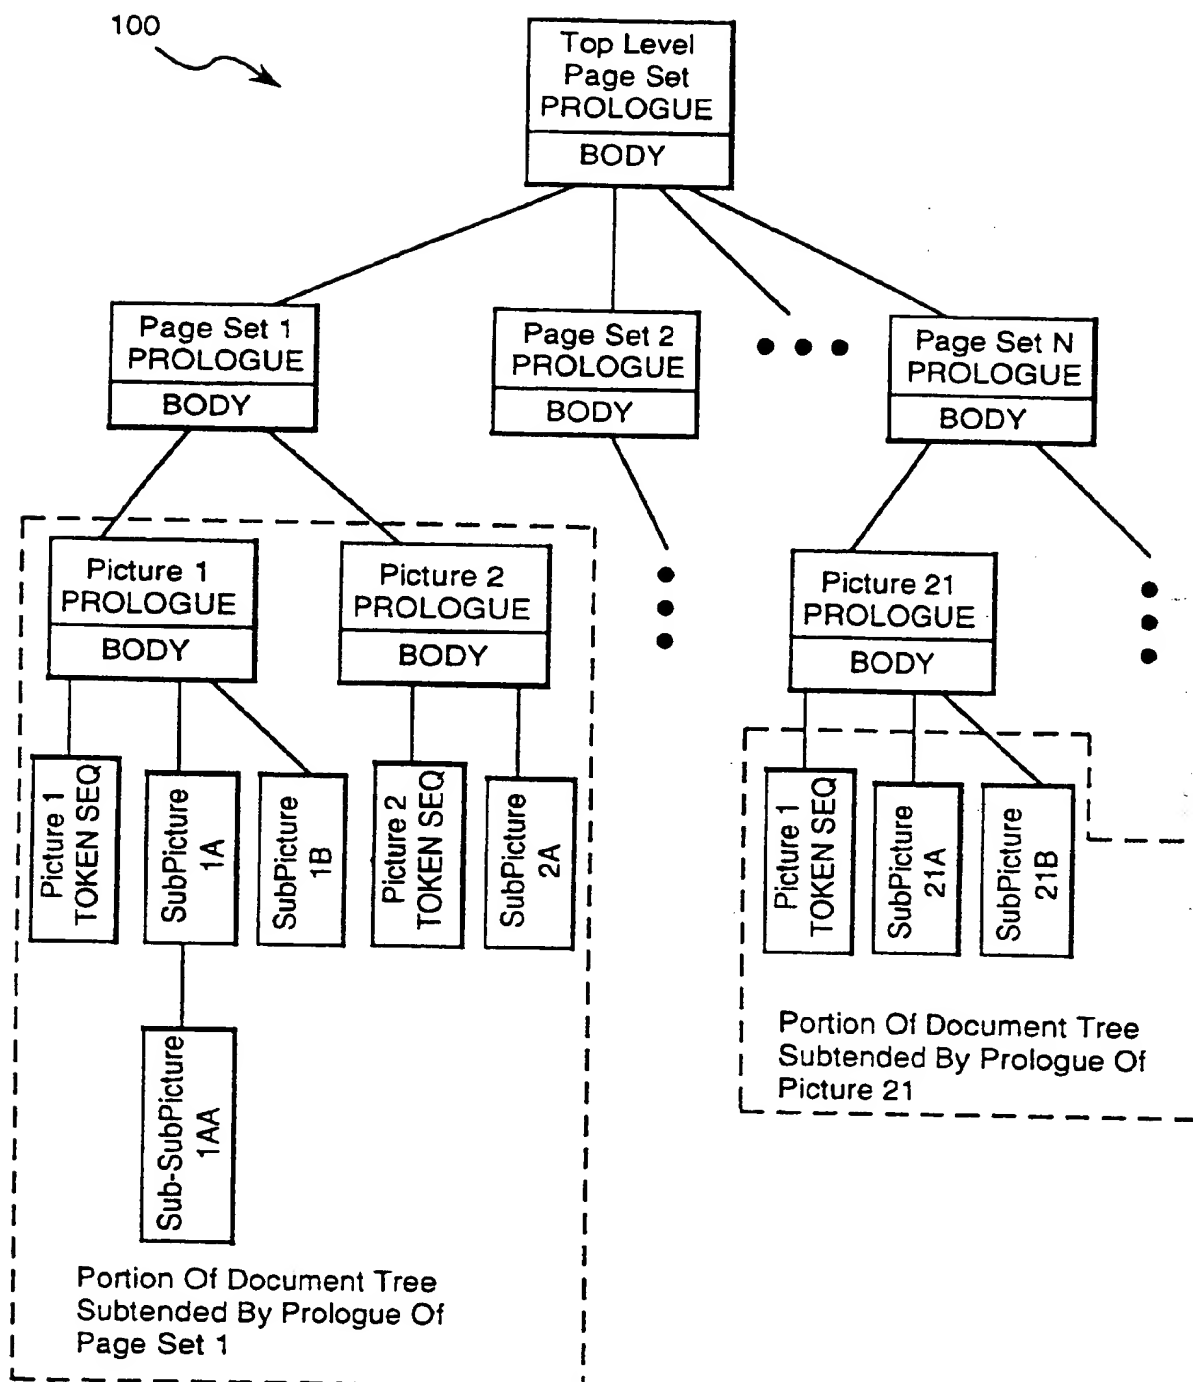 100
Top Level
Page Set
PROLOGUE
BODY
Page Set 1
PROLOGUE
BODY
Page Set 2
PROLOGUE
BODY
Page Set N
PROLOGUE
BODY
Picture 1
PROLOGUE
BODY
Picture 2
PROLOGUE
BODY
Picture 21
PROLOGUE
BODY
Picture 1
TOKEN SEQ
SubPicture
1A
SubPicture
1B
Picture 2
TOKEN SEQ
SubPicture
2A
Picture 1
TOKEN SEQ
SubPicture
21A
SubPicture
21B
Sub-SubPicture
1AA
Portion Of Document Tree
Subtended By Prologue Of
Picture 21
Portion Of Document Tree
Subtended By Prologue Of
Page Set 1